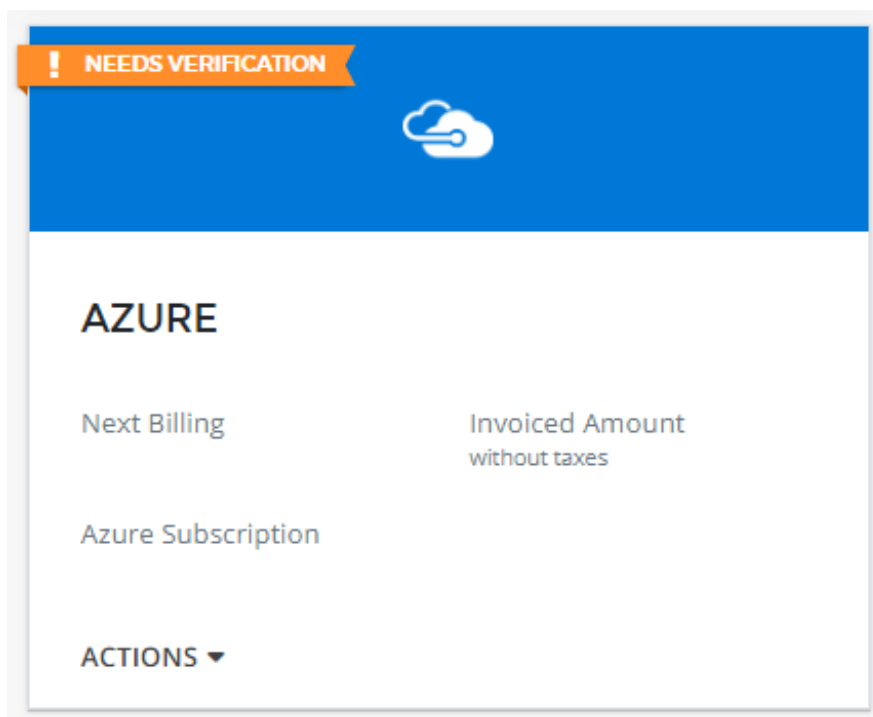 ! NEEDS VERIFICATION
AZURE
Next Billing
Invoiced Amount
without taxes
Azure Subscription
ACTIONS